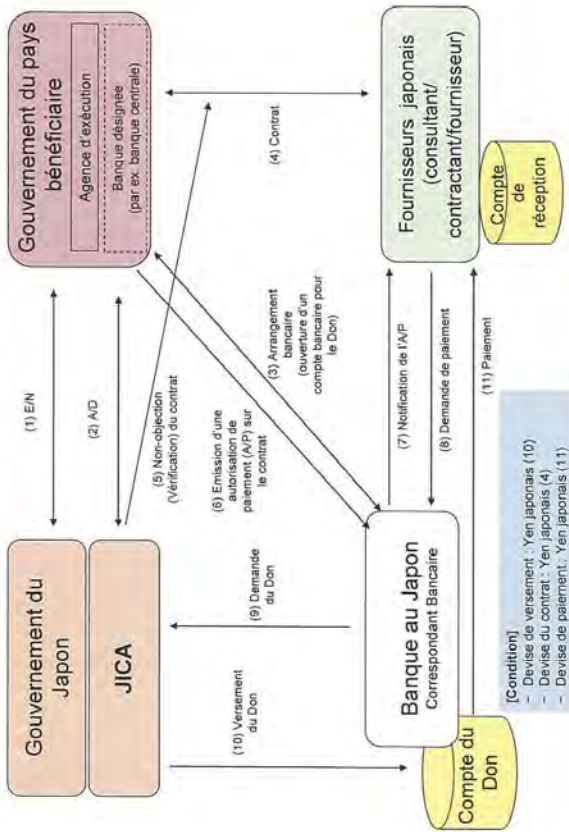 Gouvernement du
Japon
JICA
Gouvernement du pays
bénéficiaire
Agence d'exécution
Banque désignée
(par ex. banque centrale)
(1) E/N
(2) A/D
(5) Non-objection
(Vérification) du contrat
(6) Emission d'une
autorisation de
paiement (A/P) sur
le contrat
(3) Arrangement
bancaire
(ouverture d'un
compte bancaire pour
le Don)
(4) Contrat
(9) Demande
du Don
(10) Versement
du Don
Banque au Japon
Correspondant Bancaire
Compte du
Don
(7) Notification de l'A/P
(8) Demande de paiement
(11) Paiement
Fournisseurs japonais
(consultant/
contractant/fournisseur)
Compte
de
réception
[Condition]
- Devise de versement : Yen japonais (10)
- Devise du contrat : Yen japonais (4)
- Devise de paiement : Yen japonais (11)